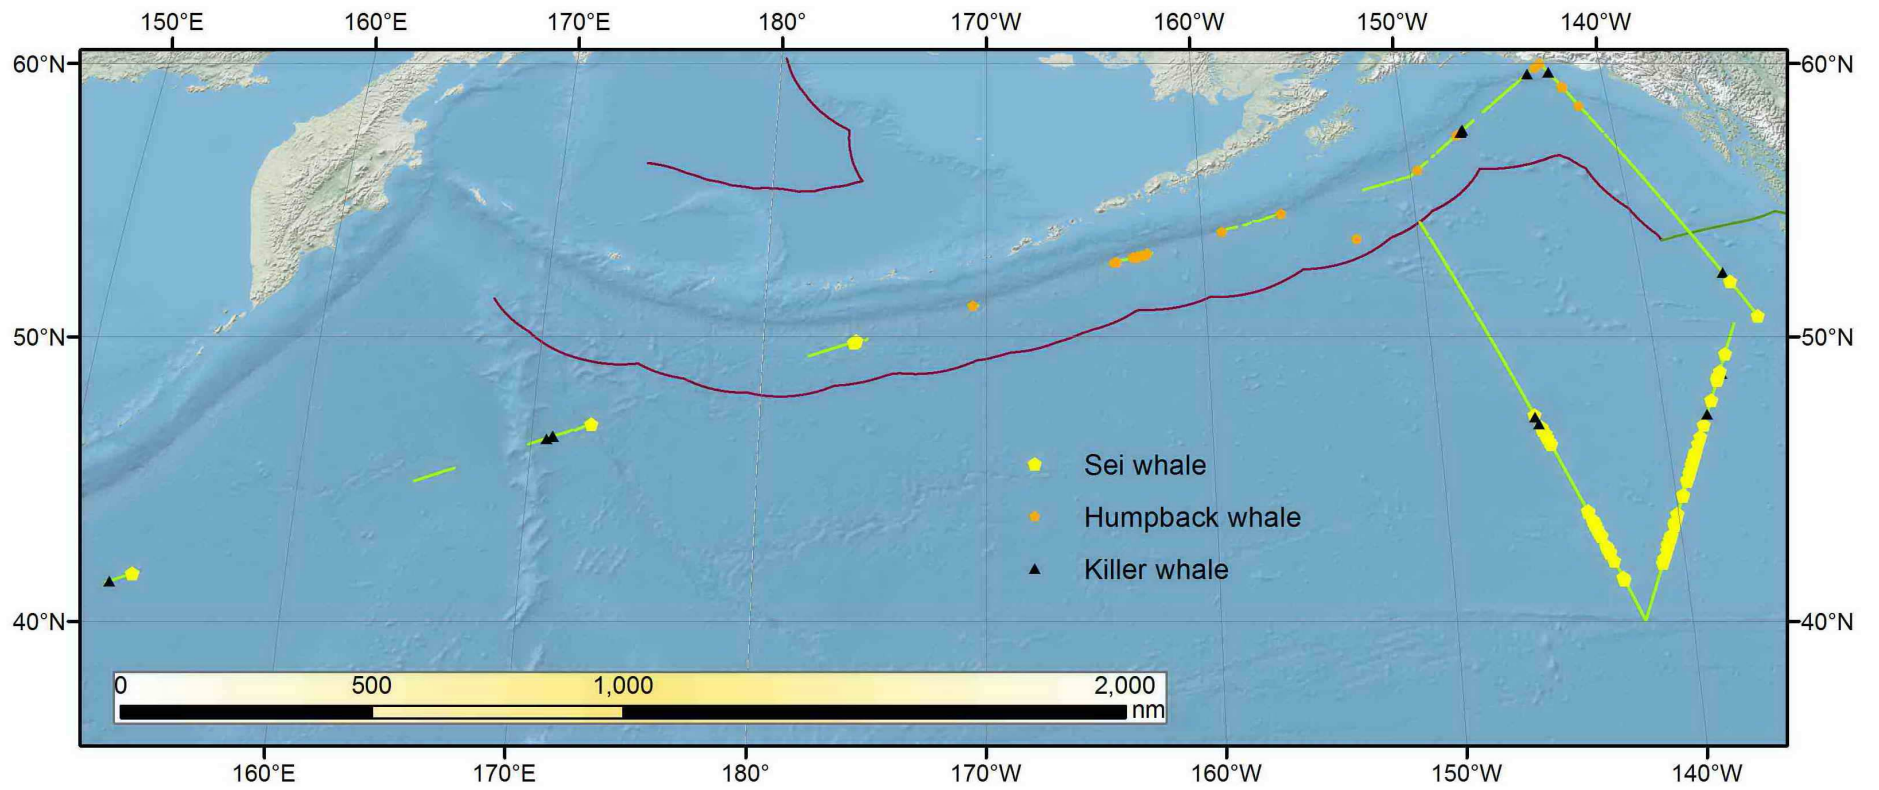 150°E 160°E 170°E 180° 170°W 160°W 150°W 140°W
60°N 60°N
50°N 50°N
Sei whale
Humpback whale
Killer whale
40°N 40°N
0 500 1,000 2,000
nm
160°E 170°E 180° 170°W 160°W 150°W 140°W